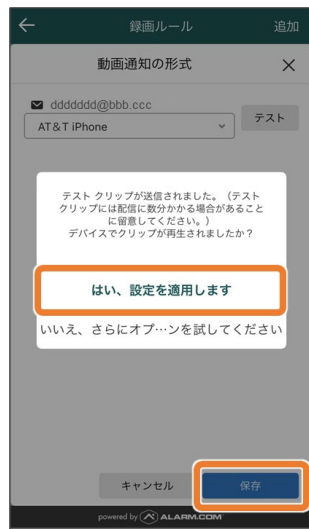 録画ルール 追加
動画通知の形式
ddddddd@bbb.ccc
AT&T iPhone テスト
テスト クリップが送信されました。（テスト
クリップには配信に数分かかる場合があること
に留意してください。）
デバイスでクリップが再生されましたか？
はい、設定を適用します
いいえ、さらにオプ…ンを試してください
キャンセル 保存
powered by ALARM.COM